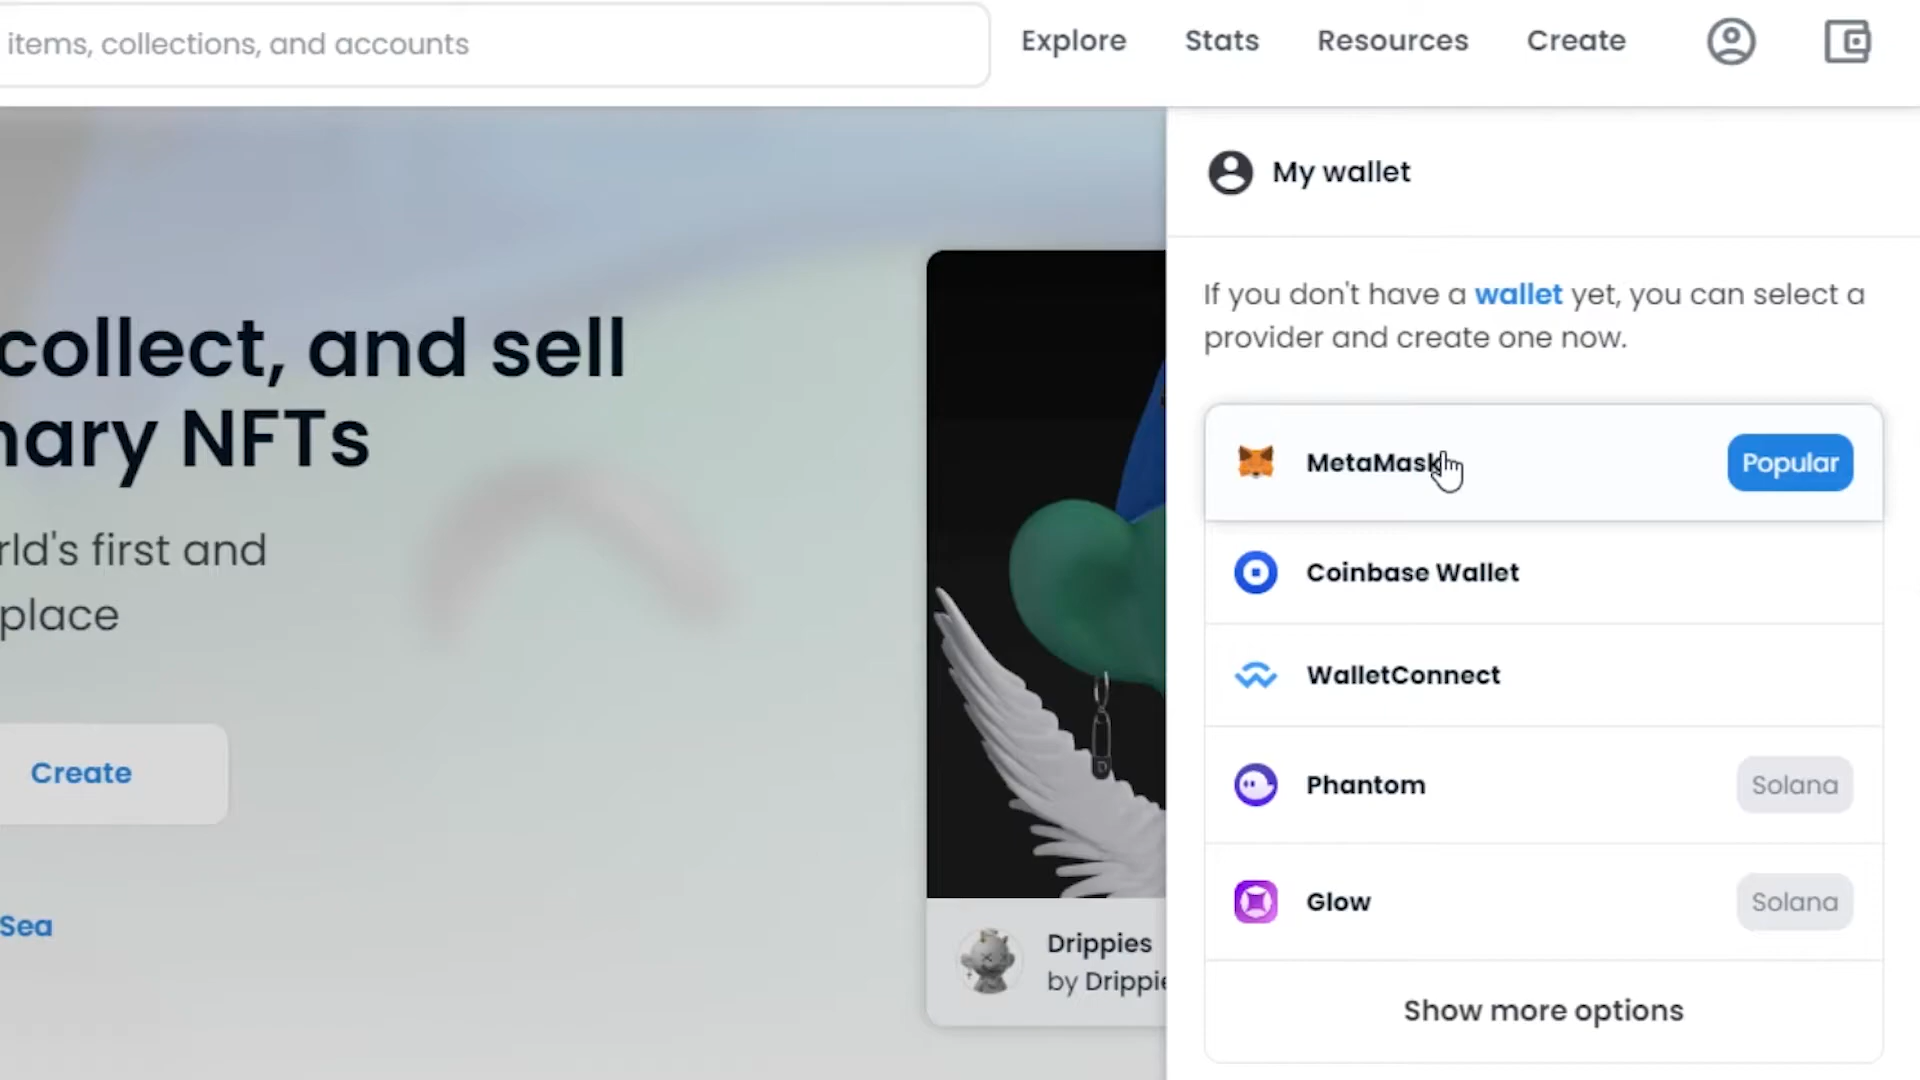 items, collections, and accounts
Explore
Stats
Resources
Create
My wallet
If you don't have a wallet yet, you can select a
provider and create one now.
MetaMask
Popular
Coinbase Wallet
WalletConnect
Phantom
Solana
Glow
Solana
Show more options
collect, and sell
nary NFTs
rld's first and
place
Create
Sea
Drippies
by Drippie